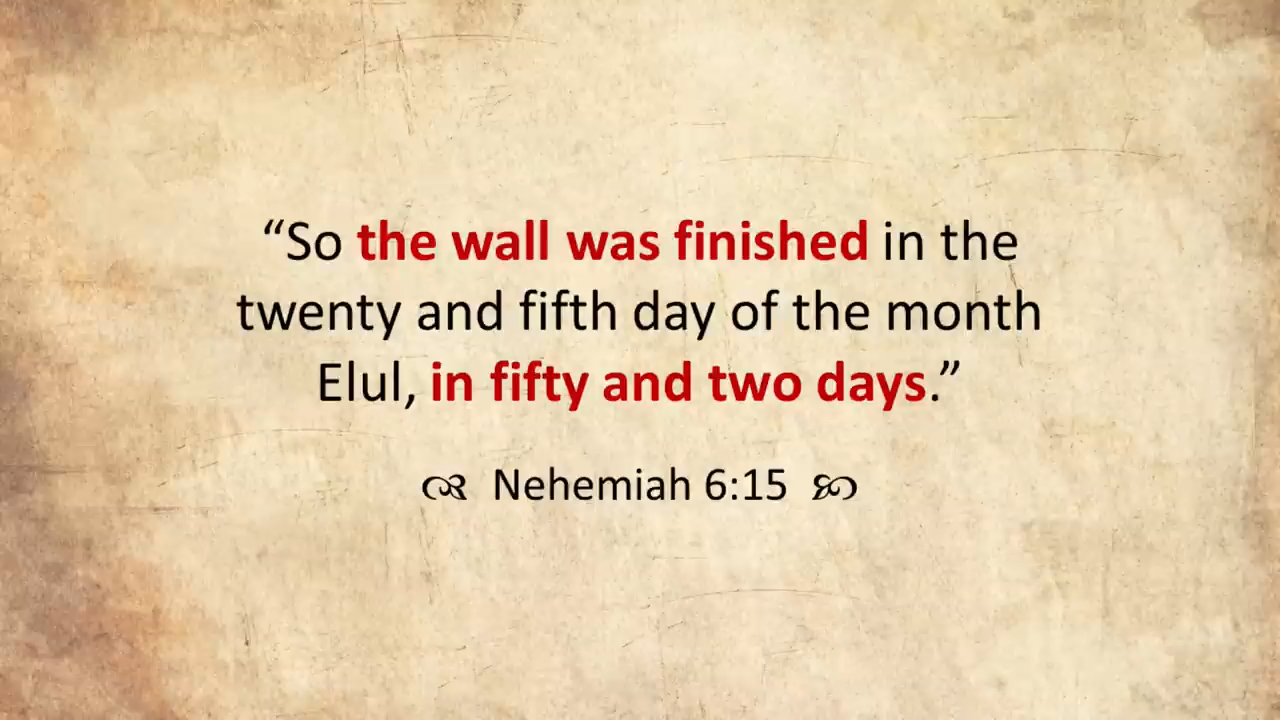 “So the wall was finished in the
twenty and fifth day of the month
Elul, in fifty and two days.”
Nehemiah 6:15